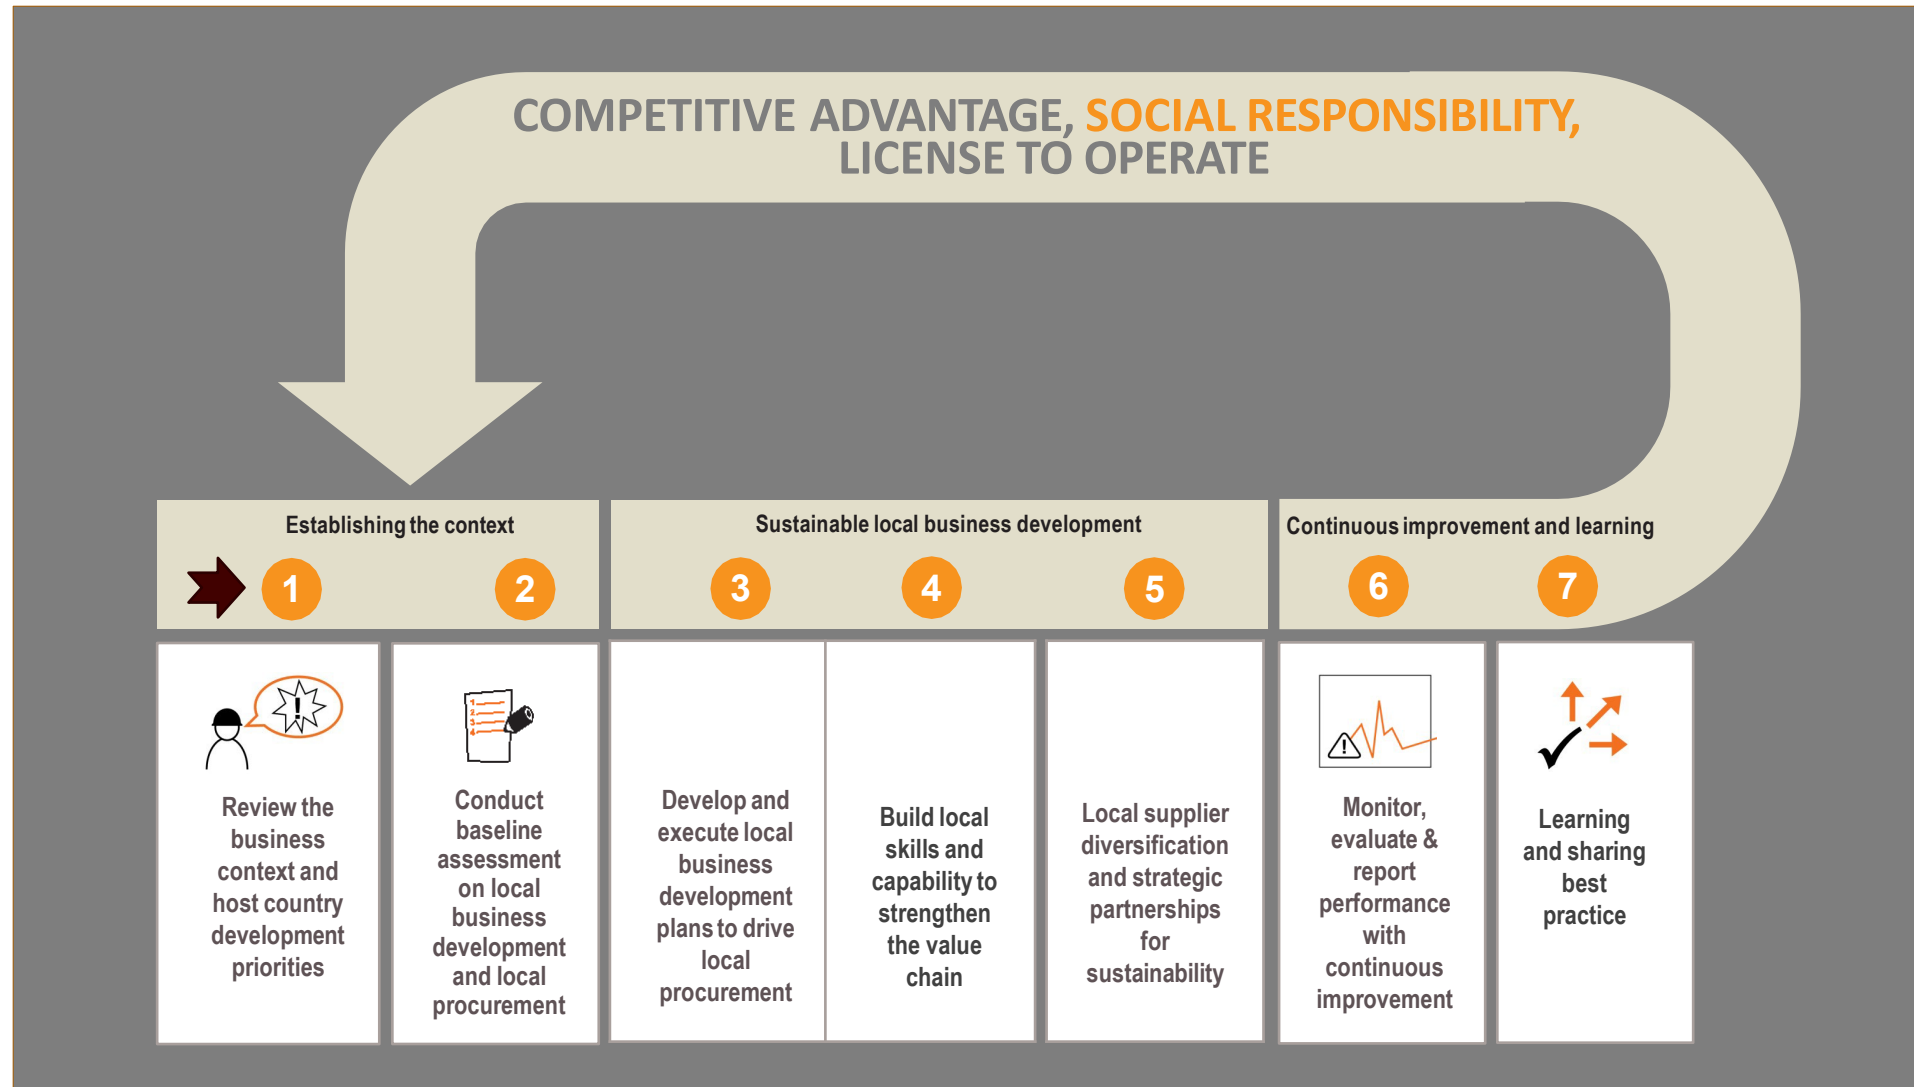 COMPETITIVE ADVANTAGE, SOCIAL RESPONSIBILITY,
LICENSE TO OPERATE
Establishing the context
1
2
Sustainable local business development
3
4
5
Continuous improvement and learning
6
7
!
Review the
business
context and
host country
development
priorities
1
2
3
4
Conduct
baseline
assessment
on local
business
development
and local
procurement
Develop and
execute local
business
development
plans to drive
local
procurement
Build local
skills and
capability to
strengthen
the value
chain
Local supplier
diversification
and strategic
partnerships
for
sustainability
!
Monitor,
evaluate &
report
performance
with
continuous
improvement
Learning
and sharing
best
practice